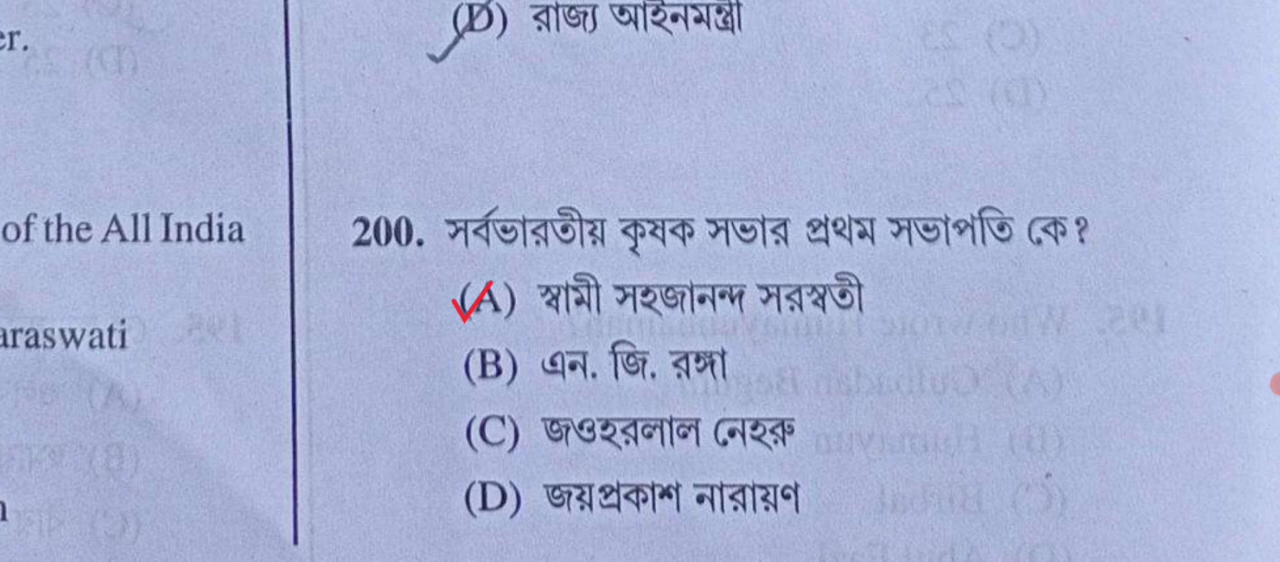 (D) রাজ্য আইনমন্ত্রী
er.
of the All India
araswati
200. সর্বভারতীয় কৃষক সভার প্রথম সভাপতি কে?
(A) স্বামী সহজানন্দ সরস্বতী
(B) এন. জি. রঙ্গা
(C) জওহরলাল নেহরু
(D) জয়প্রকাশ নারায়ণ